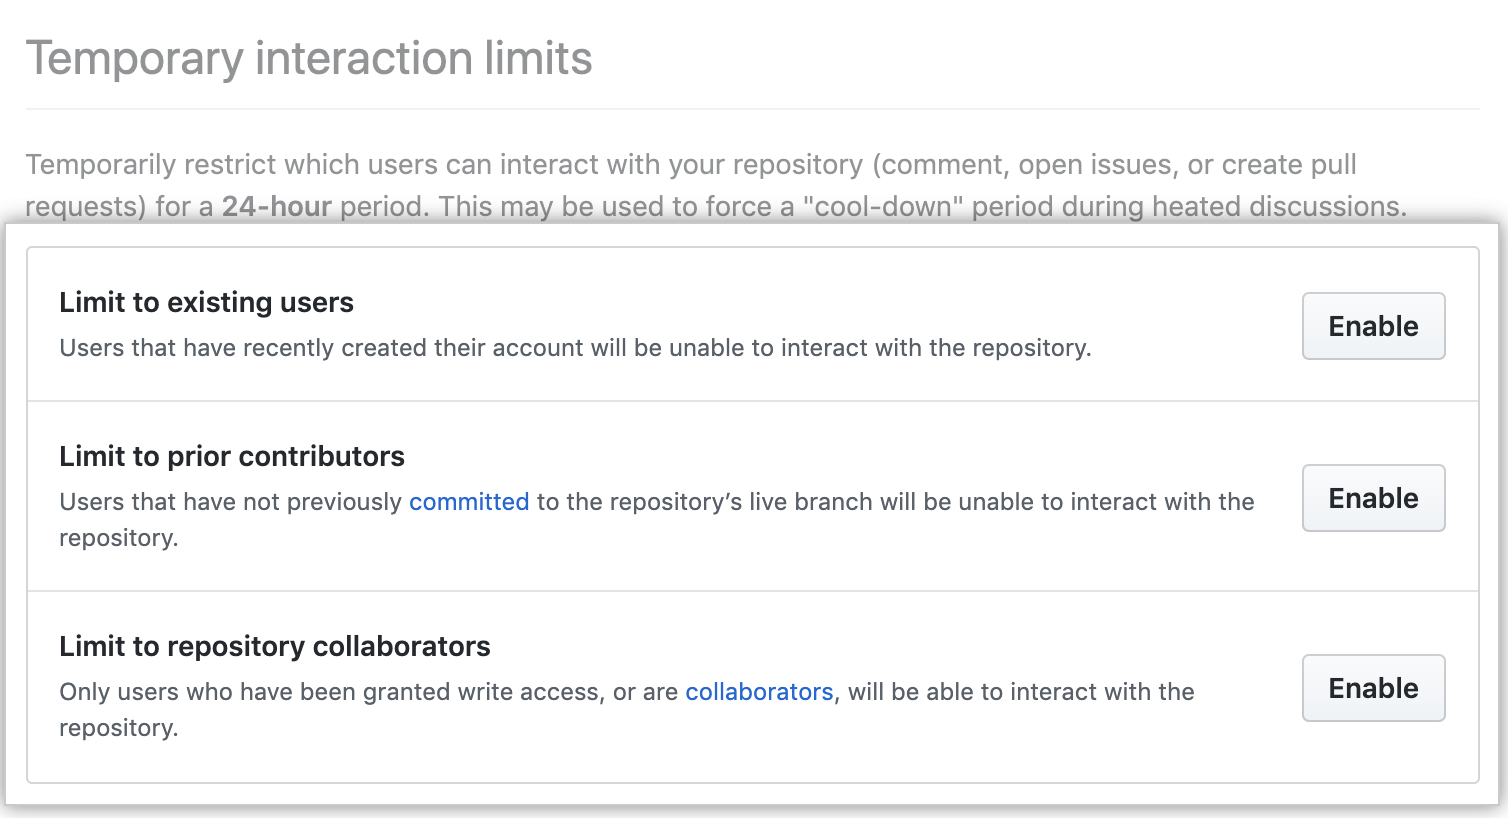 Temporary interaction limits
Temporarily restrict which users can interact with your repository (comment, open issues, or create pull
requests) for a 24-hour period. This may be used to force a "cool-down" period during heated discussions.
Limit to existing users
Users that have recently created their account will be unable to interact with the repository.
Enable
Limit to prior contributors
Users that have not previously committed to the repository’s live branch will be unable to interact with the
repository.
Enable
Limit to repository collaborators
Only users who have been granted write access, or are collaborators, will be able to interact with the
repository.
Enable